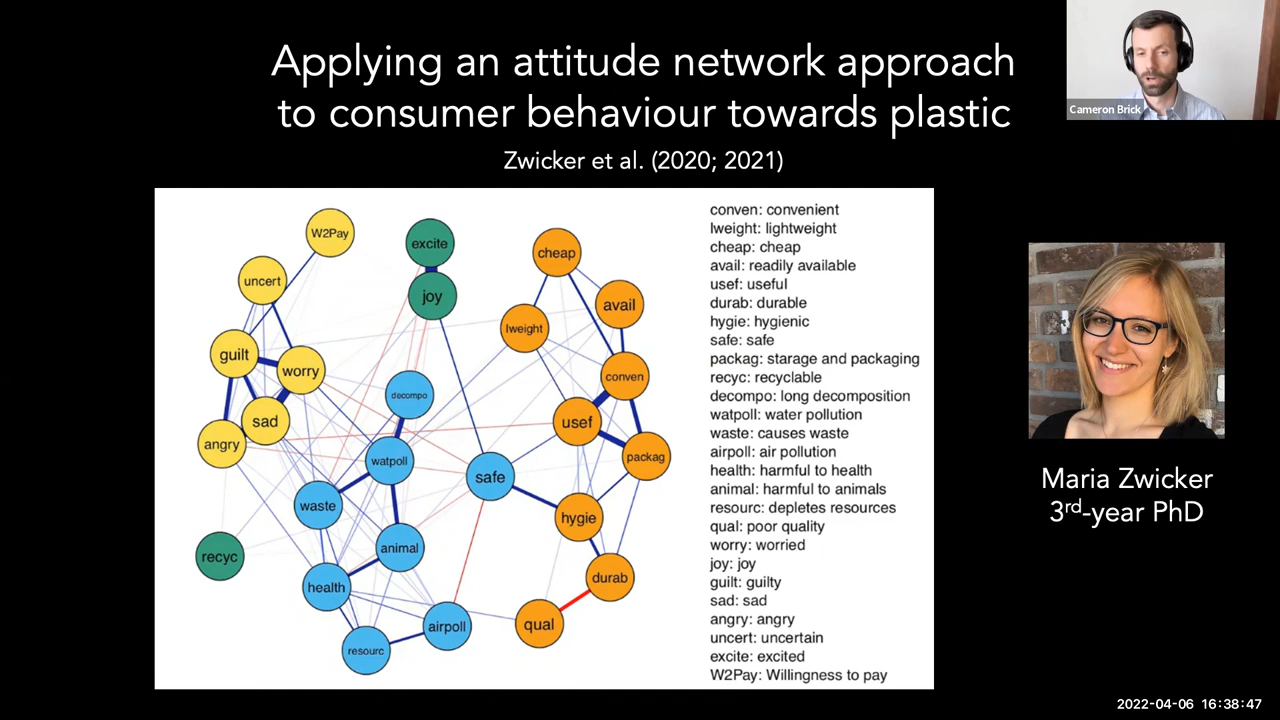 Applying an attitude network approach
to consumer behaviour towards plastic
Zwicker et al. (2020; 2021)
Cameron Brick
W2Pay
excite
uncert
joy
guilt
worry
sad
angry
decompo
watpoll
waste
safe
animal
recyc
health
airpoll
resourc
cheap
avail
lweight
conven
usef
packag
hygie
durab
qual
conven: convenient
lweight: lightweight
cheap: cheap
avail: readily available
usef: useful
durab: durable
hygie: hygienic
safe: safe
packag: starage and packaging
recyc: recyclable
decompo: long decomposition
watpoll: water pollution
waste: causes waste
airpoll: air pollution
health: harmful to health
animal: harmful to animals
resourc: depletes resources
qual: poor quality
worry: worried
joy: joy
guilt: guilty
sad: sad
angry: angry
uncert: uncertain
excite: excited
W2Pay: Willingness to pay
Maria Zwicker
3rd-year PhD
2022-04-06 16:38:47